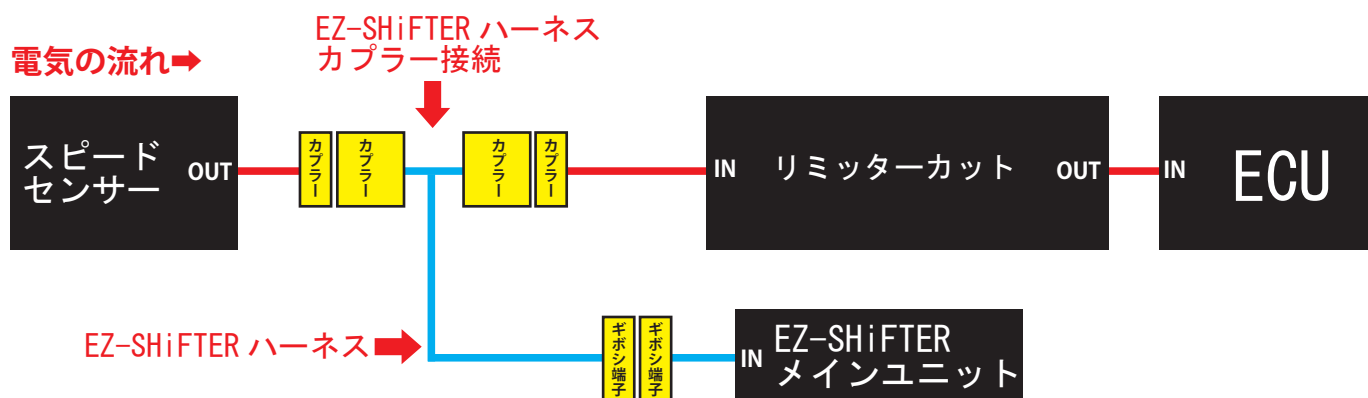 EZ-SHiFTER ハーネス
カプラー接続
電気の流れ➡
スピード
センサー
OUT
カプラー
カプラー
カプラー
カプラー
IN
リミッターカット
OUT
IN
ECU
EZ-SHiFTER ハーネス
ギボシ端子
ギボシ端子
IN
EZ-SHiFTER
メインユニット